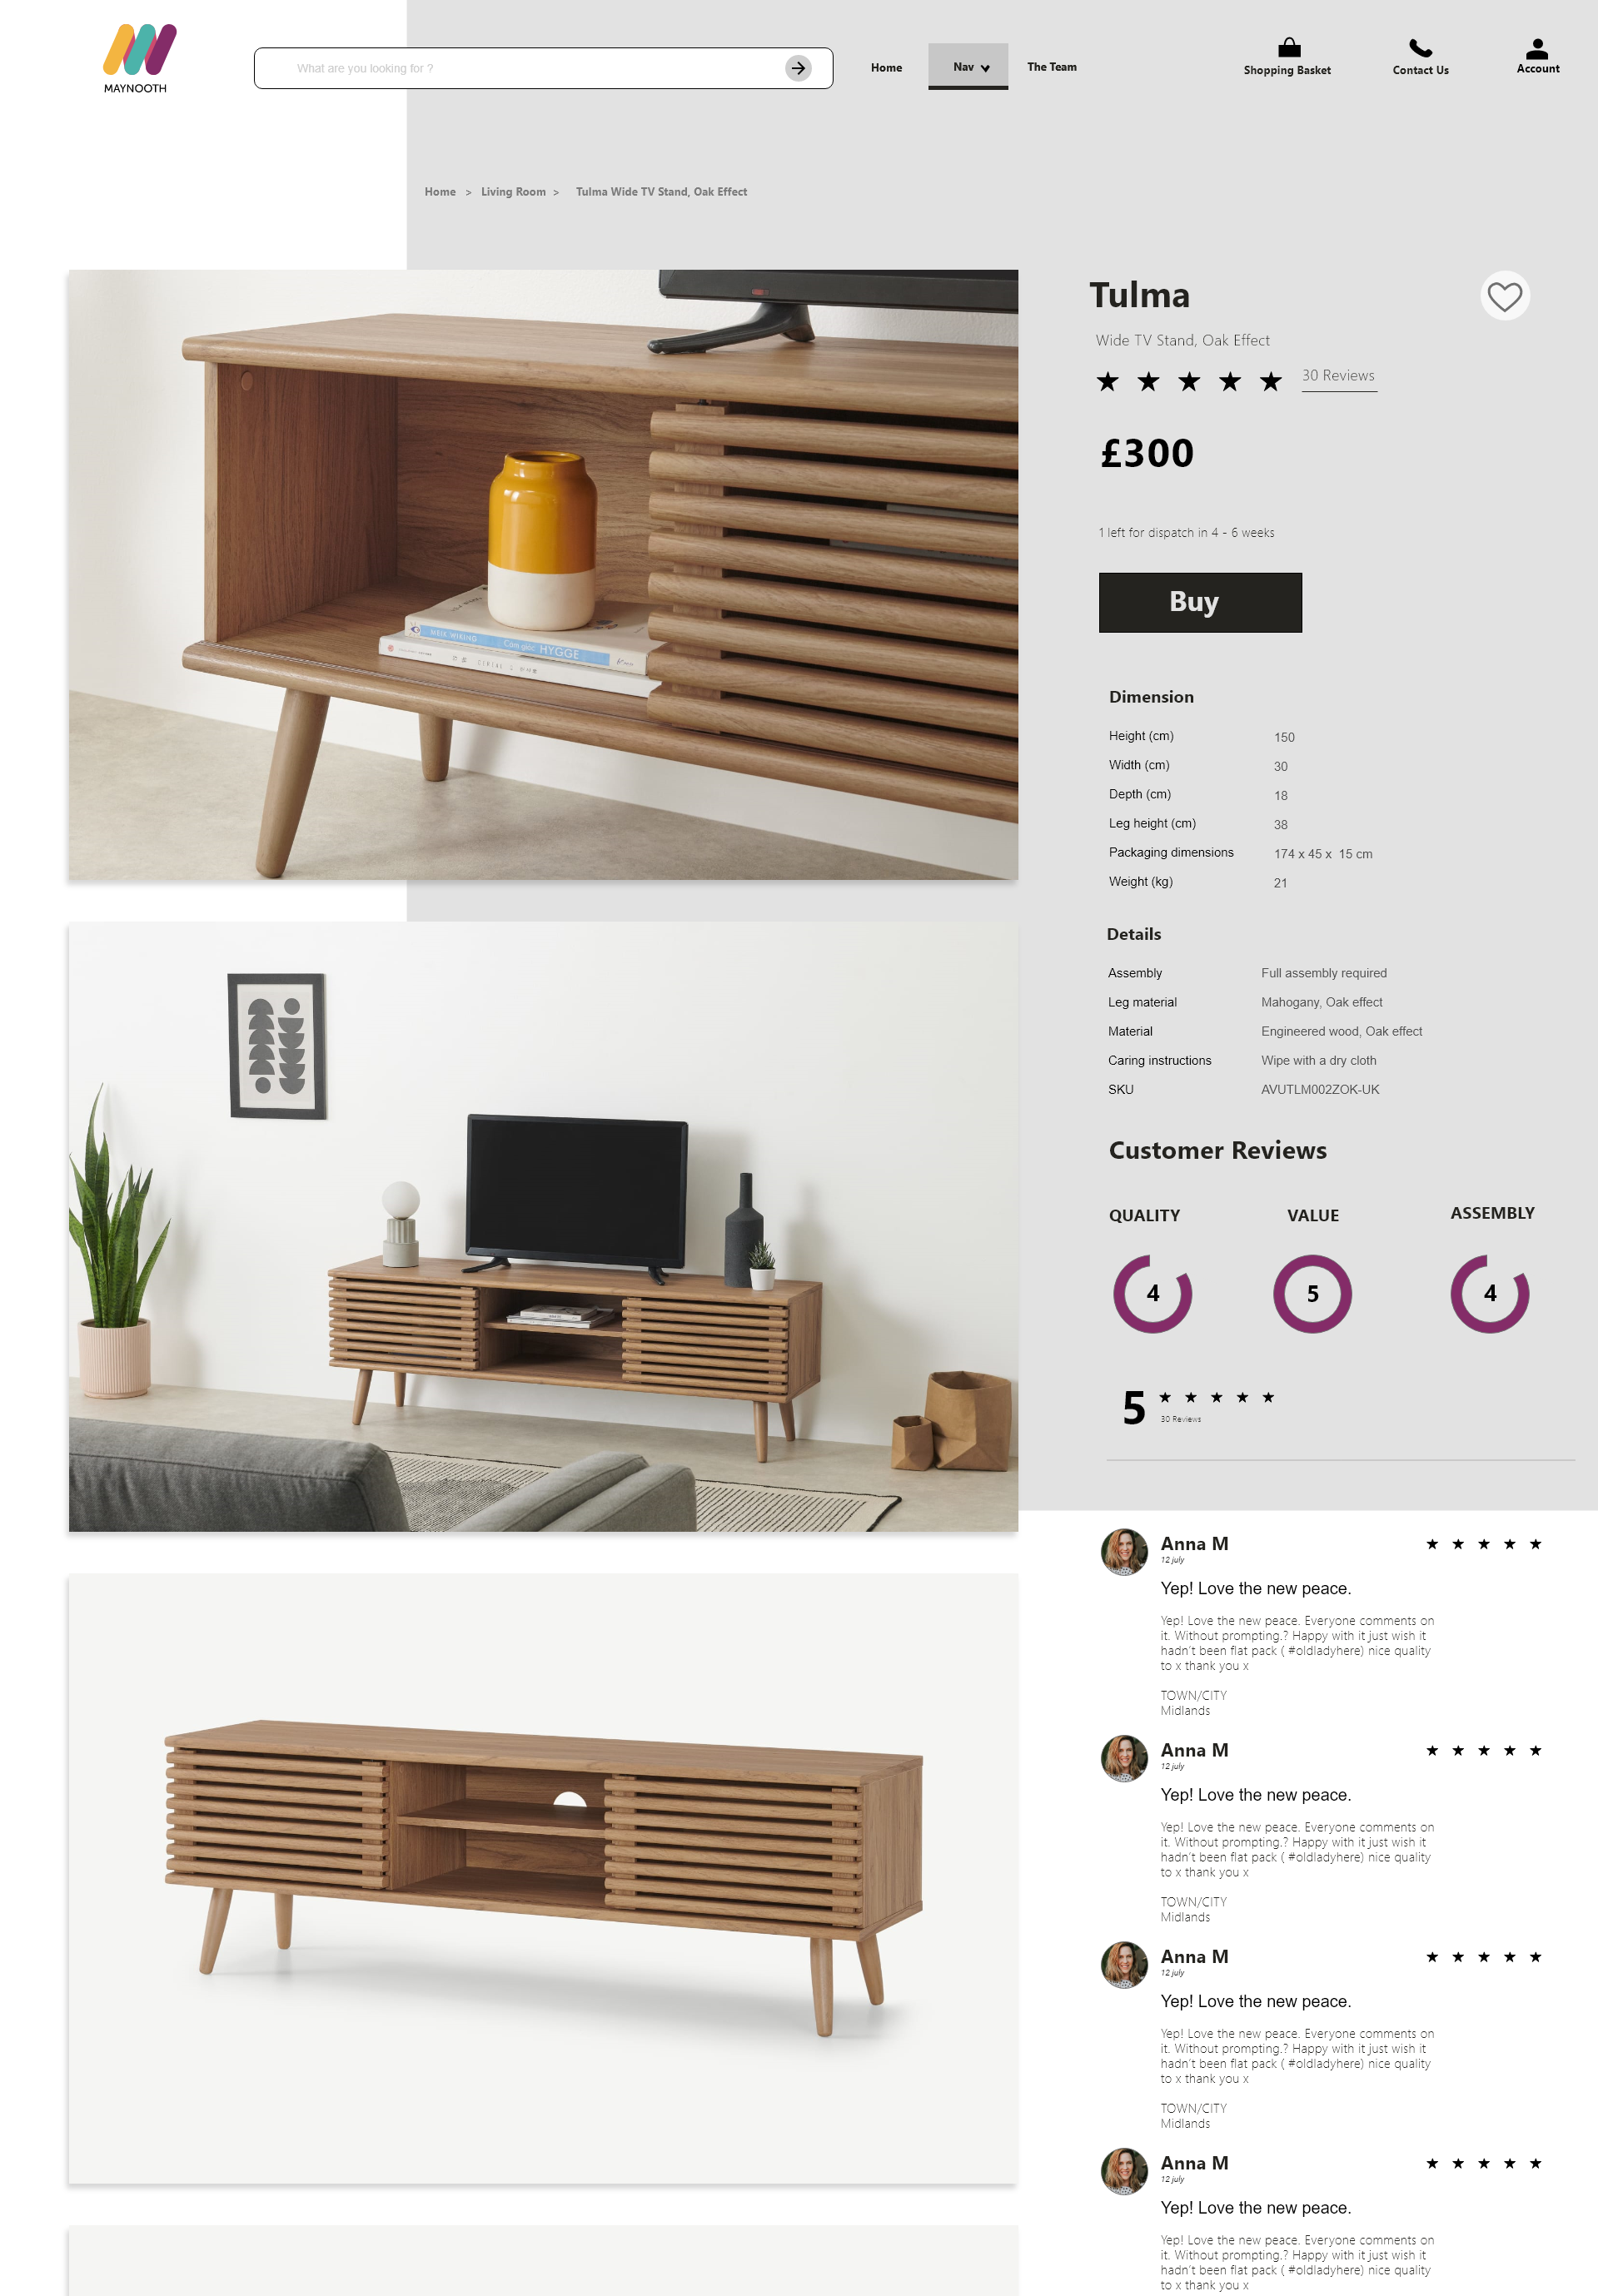 MAYNOOTH
What are you looking for ?
Home
Nav
The Team
Shopping Basket
Contact Us
Account
Home > Living Room > Tulma Wide TV Stand, Oak Effect
HYGGE
Tulma
Wide TV Stand, Oak Effect
30 Reviews
£300
1 left for dispatch in 4 - 6 weeks
Buy
Dimension
Height (cm) 150
Width (cm) 30
Depth (cm) 18
Leg height (cm) 38
Packaging dimensions 174 x 45 x 15 cm
Weight (kg) 21
Details
Assembly Full assembly required
Leg material Mahogany, Oak effect
Material Engineered wood, Oak effect
Caring instructions Wipe with a dry cloth
SKU AVUTLM002ZOK-UK
Customer Reviews
QUALITY VALUE ASSEMBLY
4 5 4
5
30 Reviews
Anna M
12 july
Yep! Love the new peace.
Yep! Love the new peace. Everyone comments on
it. Without prompting.? Happy with it just wish it
hadn't been flat pack ( #oldladyhere) nice quality
to x thank you x
TOWN/CITY
Midlands
Anna M
12 july
Yep! Love the new peace.
Yep! Love the new peace. Everyone comments on
it. Without prompting.? Happy with it just wish it
hadn't been flat pack ( #oldladyhere) nice quality
to x thank you x
TOWN/CITY
Midlands
Anna M
12 july
Yep! Love the new peace.
Yep! Love the new peace. Everyone comments on
it. Without prompting.? Happy with it just wish it
hadn't been flat pack ( #oldladyhere) nice quality
to x thank you x
TOWN/CITY
Midlands
Anna M
12 july
Yep! Love the new peace.
Yep! Love the new peace. Everyone comments on
it. Without prompting.? Happy with it just wish it
hadn't been flat pack ( #oldladyhere) nice quality
to x thank you x